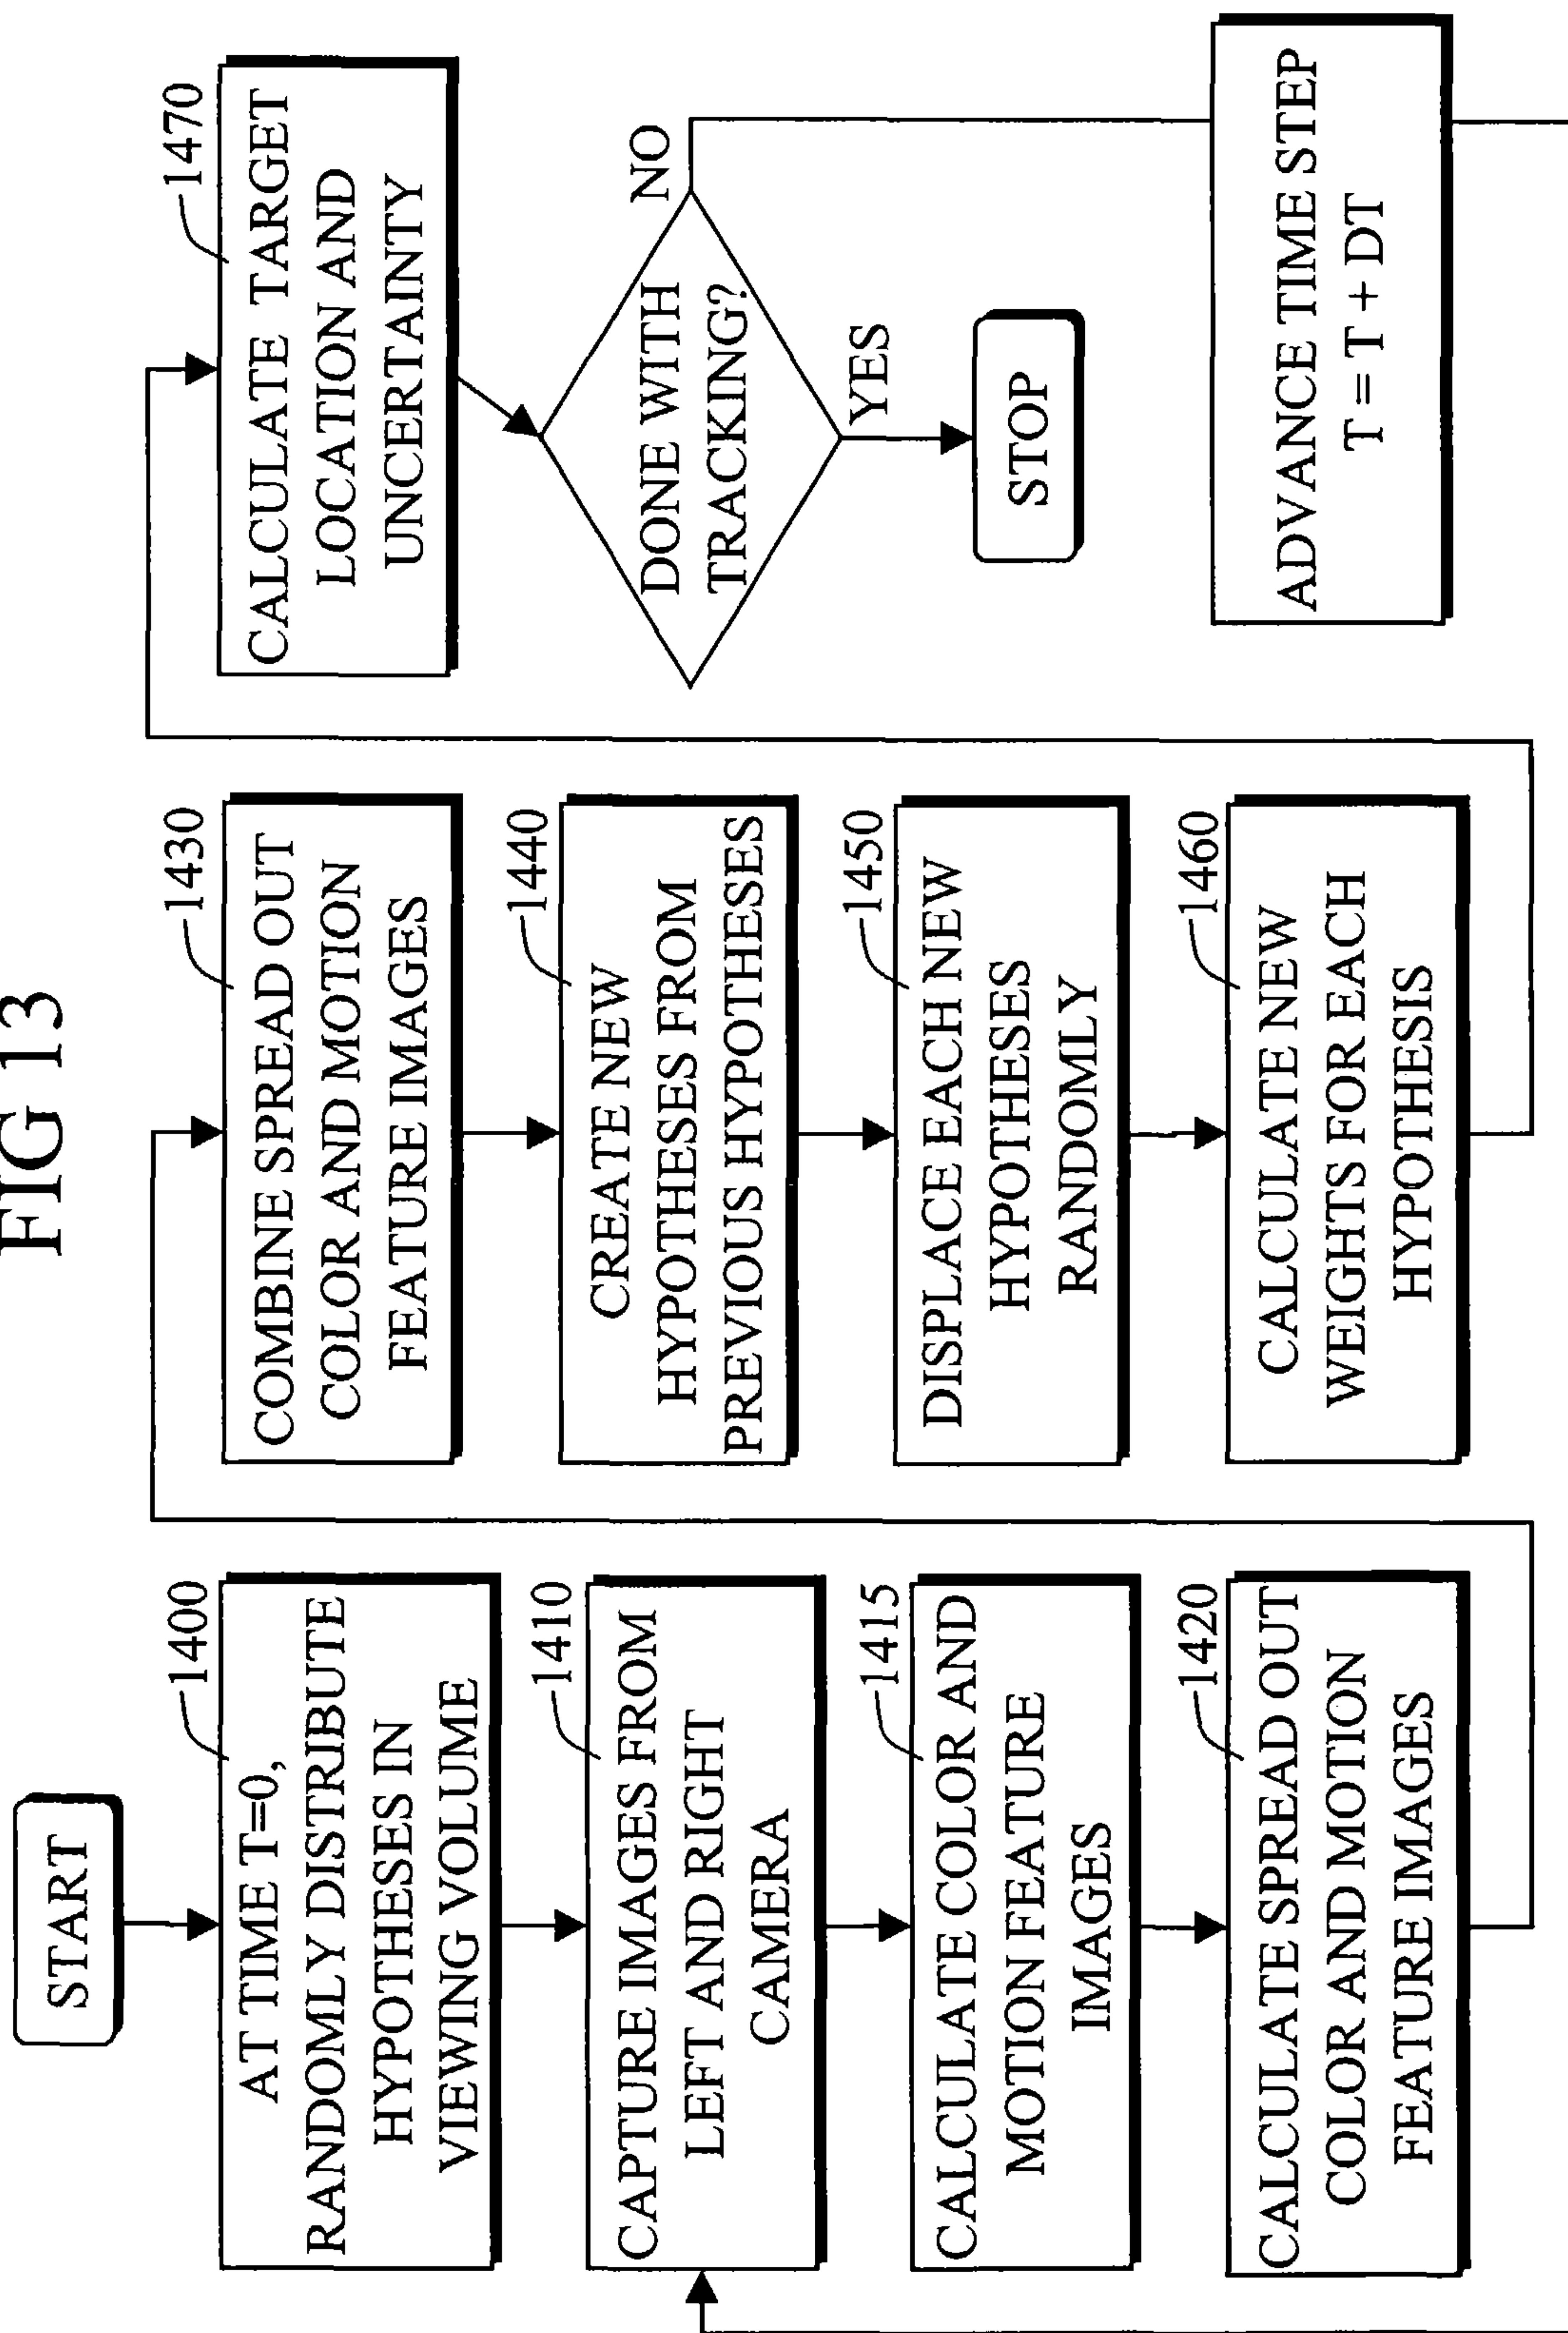 FIG 13
START
1400
AT TIME T=0,
RANDOMLY DISTRIBUTE
HYPOTHESES IN
VIEWING VOLUME
1410
CAPTURE IMAGES FROM
LEFT AND RIGHT
CAMERA
1415
CALCULATE COLOR AND
MOTION FEATURE
IMAGES
1420
CALCULATE SPREAD OUT
COLOR AND MOTION
FEATURE IMAGES
1430
COMBINE SPREAD OUT
COLOR AND MOTION
FEATURE IMAGES
1440
CREATE NEW
HYPOTHESES FROM
PREVIOUS HYPOTHESES
1450
DISPLACE EACH NEW
HYPOTHESES
RANDOMLY
1460
CALCULATE NEW
WEIGHTS FOR EACH
HYPOTHESIS
1470
CALCULATE TARGET
LOCATION AND
UNCERTAINTY
DONE WITH
TRACKING?
NO
YES
STOP
ADVANCE TIME STEP
T = T + DT